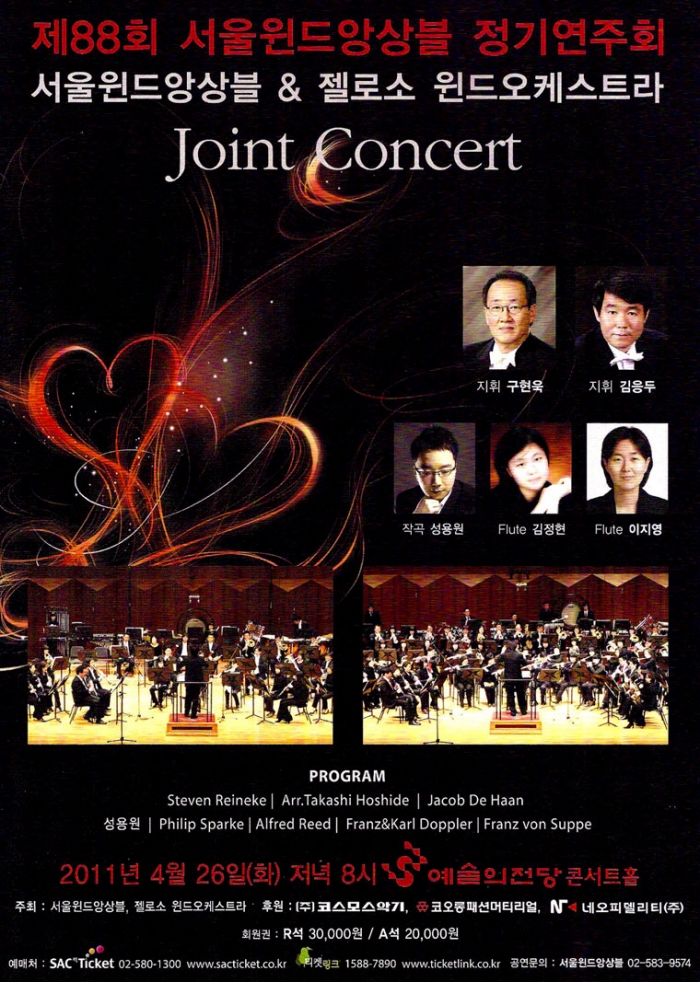 제88회 서울윈드앙상블 정기연주회
서울윈드앙상블 & 젤로소 윈드오케스트라
Joint Concert
지휘 구현욱 지휘 김응두
작곡 성용원 Flute 김정현 Flute 이지영
PROGRAM
Steven Reineke | Arr.Takashi Hoshide | Jacob De Haan
성용원 | Philip Sparke | Alfred Reed | Franz&Karl Doppler | Franz von Suppe
2011년 4월 26일(화) 저녁 8시 예술의전당 콘서트홀
주최 : 서울윈드앙상블, 젤로소 윈드오케스트라 후원 : (주)코스모스악기, 코오롱패션머티리얼, 네오피델리티(주)
회원권 : R석 30,000원 / A석 20,000원
예매처 : SAC Ticket 02-580-1300 www.sacticket.co.kr 티켓링크 1588-7890 www.ticketlink.co.kr 공연문의 : 서울윈드앙상블 02-583-9574